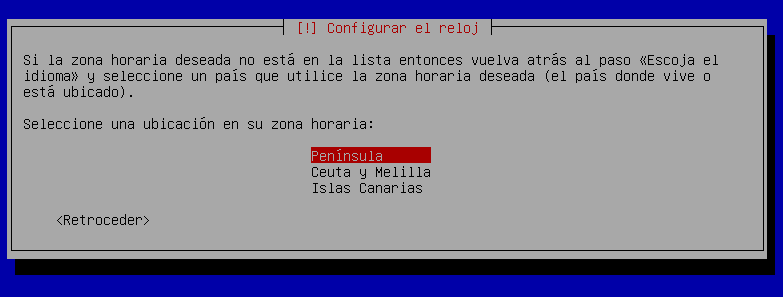 [!] Configurar el reloj
Si la zona horaria deseada no está en la lista entonces vuelva atrás al paso «Escoja el
idioma» y seleccione un país que utilice la zona horaria deseada (el país donde vive o
está ubicado).
Seleccione una ubicación en su zona horaria:
Península
Ceuta y Melilla
Islas Canarias
<Retroceder>